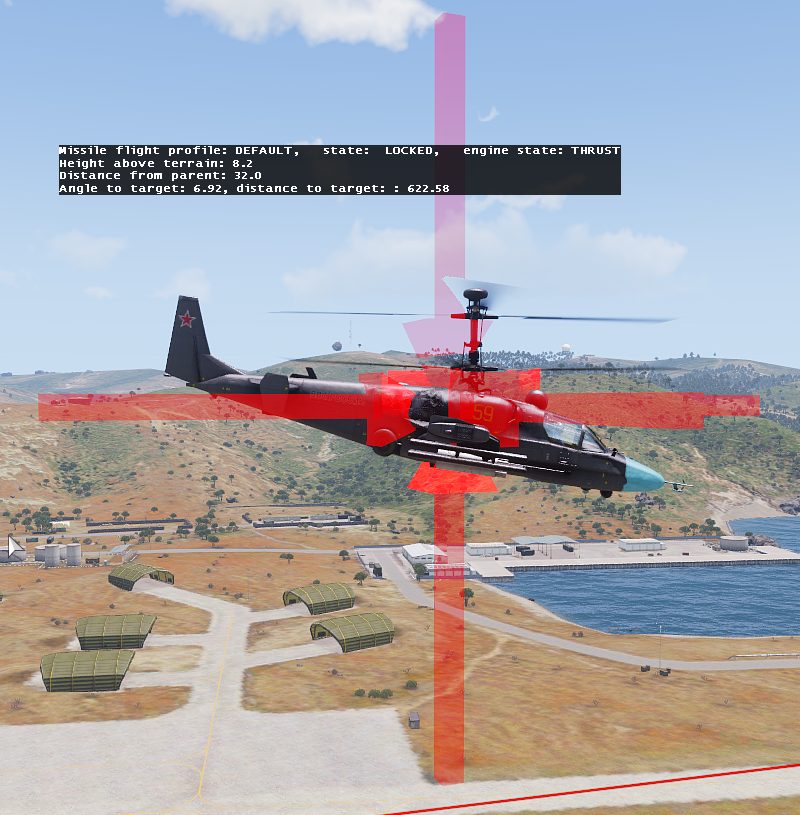 Missile flight profile: DEFAULT,   state:  LOCKED,   engine state: THRUST
Height above terrain: 8.2
Distance from parent: 32.0
Angle to target: 6.92, distance to target: : 622.58
59